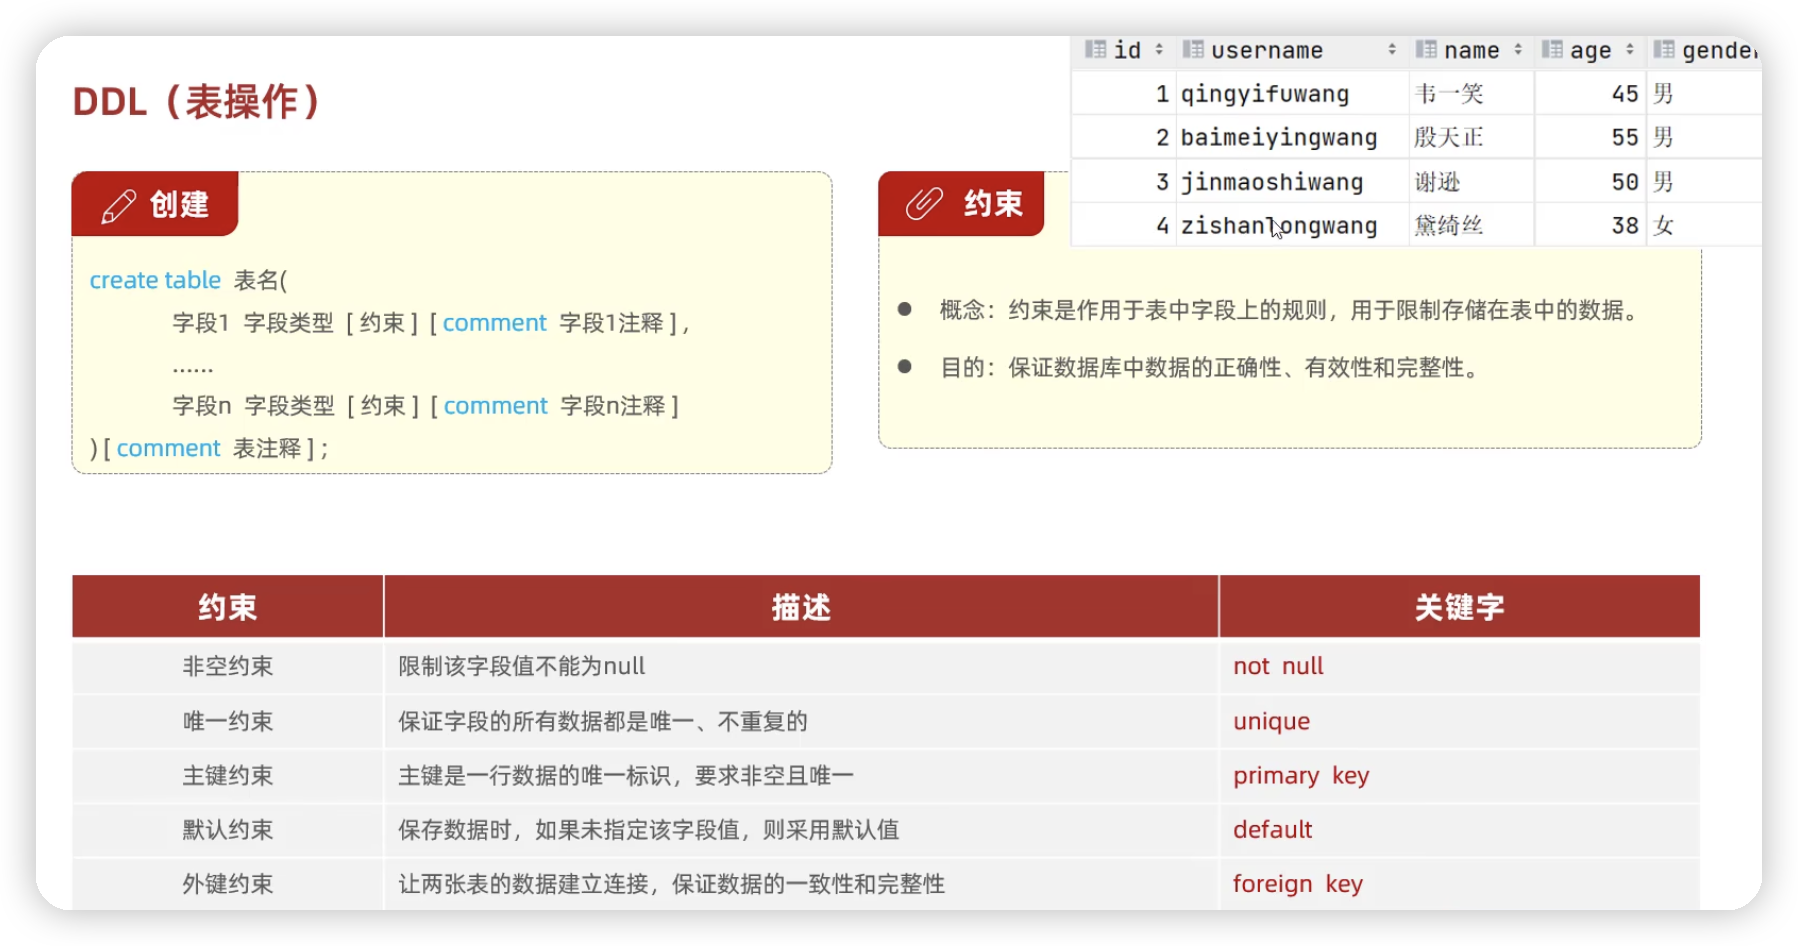 DDL（表操作）
id username name age gender
1 qingyifuwang 韦一笑 45 男
2 baimeiyingwang 殷天正 55 男
3 jinmaoshiwang 谢逊 50 男
4 zishanlongwang 黛绮丝 38 女
创建
create table 表名(
字段1 字段类型 [ 约束 ] [ comment 字段1注释 ] ,
......
字段n 字段类型 [ 约束 ] [ comment 字段n注释 ]
) [ comment 表注释 ] ;
约束
● 概念：约束是作用于表中字段上的规则，用于限制存储在表中的数据。
● 目的：保证数据库中数据的正确性、有效性和完整性。
约束 描述 关键字
非空约束 限制该字段值不能为null not null
唯一约束 保证字段的所有数据都是唯一、不重复的 unique
主键约束 主键是一行数据的唯一标识，要求非空且唯一 primary key
默认约束 保存数据时，如果未指定该字段值，则采用默认值 default
外键约束 让两张表的数据建立连接，保证数据的一致性和完整性 foreign key